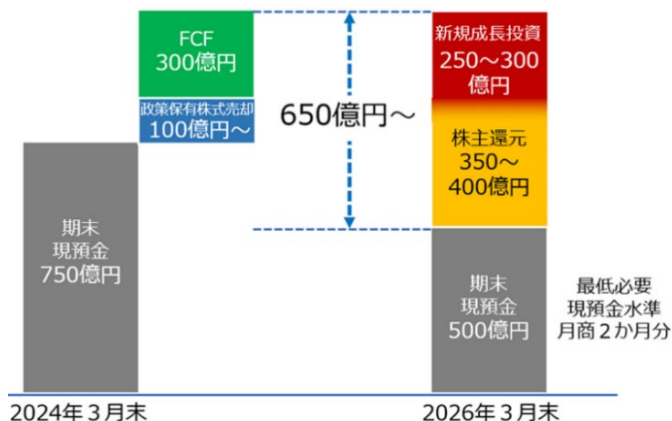 FCF
300億円
政策保有株式売却
100億円～
期末
現預金
750億円
650億円～
新規成長投資
250～300
億円
株主還元
350～
400億円
期末
現預金
500億円
最低必要
現預金水準
月商２か月分
2024年３月末
2026年３月末